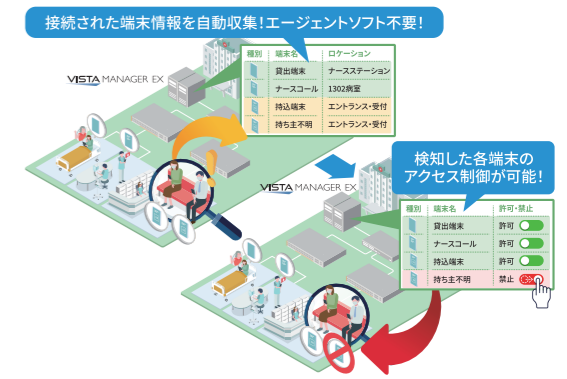 接続された端末情報を自動収集！エージェントソフト不要！
種別 端末名 ロケーション
貸出端末 ナースステーション
ナースコール 1302病室
持込端末 エントランス・受付
持ち主不明 エントランス・受付
VISTA MANAGER EX
検知した各端末の
アクセス制御が可能！
VISTA MANAGER EX
種別 端末名 許可・禁止
貸出端末 許可
ナースコール 許可
持込端末 許可
持ち主不明 禁止